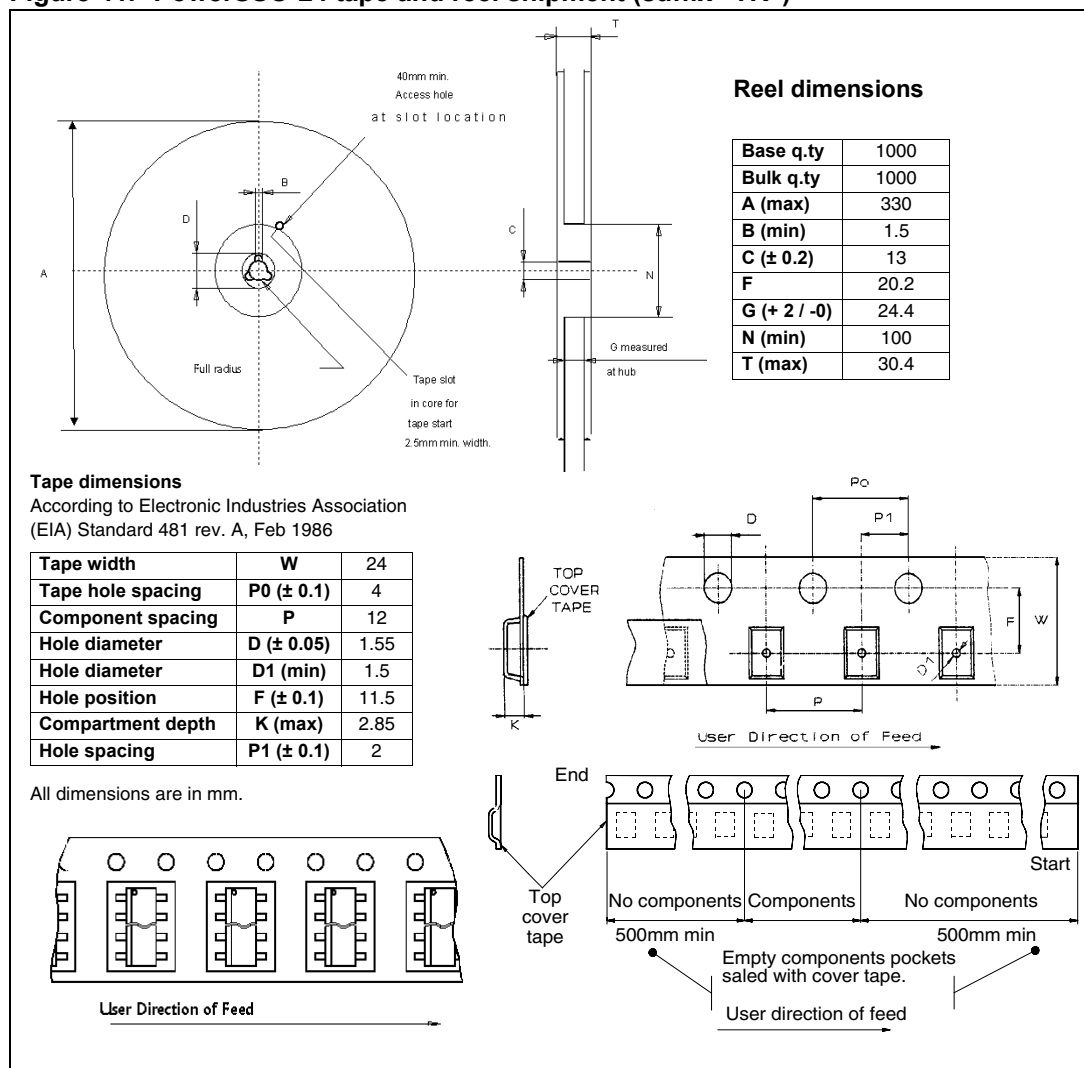 T
40mm min.
Access hole
at slot location
B
D
C
A
N
Full radius
G measured
at hub
Tape slot
in core for
tape start
2.5mm min. width.
Reel dimensions
Base q.ty 1000
Bulk q.ty 1000
A (max) 330
B (min) 1.5
C (± 0.2) 13
F 20.2
G (+ 2 / -0) 24.4
N (min) 100
T (max) 30.4
Tape dimensions
According to Electronic Industries Association
(EIA) Standard 481 rev. A, Feb 1986
Tape width W 24
Tape hole spacing P0 (± 0.1) 4
Component spacing P 12
Hole diameter D (± 0.05) 1.55
Hole diameter D1 (min) 1.5
Hole position F (± 0.1) 11.5
Compartment depth K (max) 2.85
Hole spacing P1 (± 0.1) 2
All dimensions are in mm.
Po
D
P1
TOP
COVER
TAPE
F
W
D1
K
P
User Direction of Feed
End
Start
Top
cover
tape
No components
Components
No components
500mm min
500mm min
Empty components pockets
saled with cover tape.
User direction of feed
User Direction of Feed